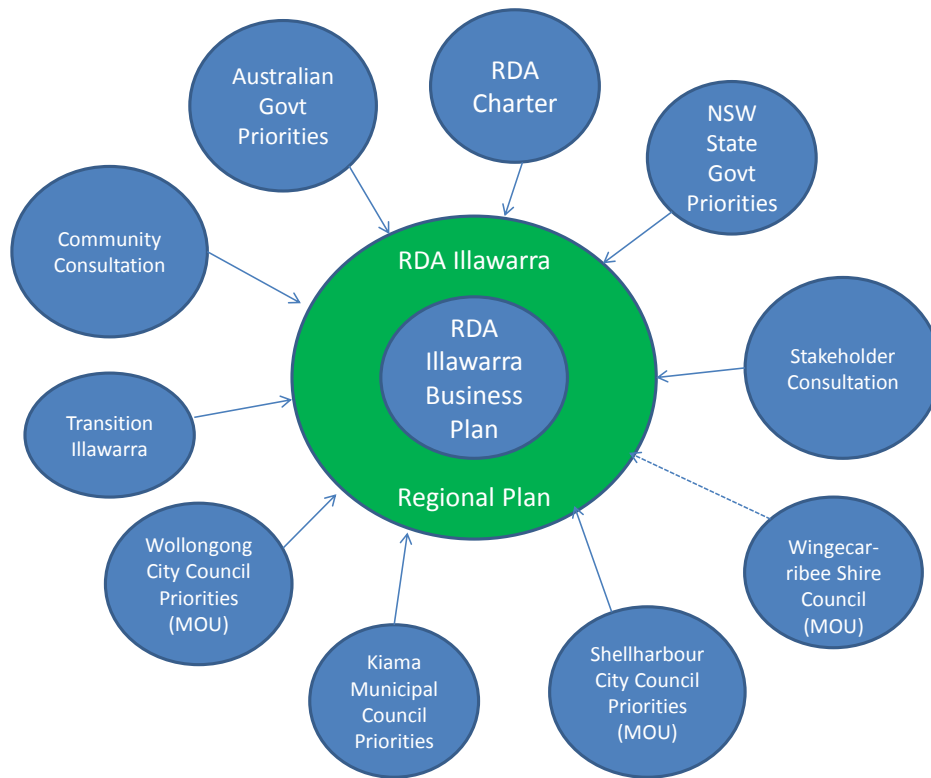 Australian
Govt
Priorities
RDA
Charter
NSW
State
Govt
Priorities
Community
Consultation
RDA Illawarra
RDA
Illawarra
Business
Plan
Regional Plan
Stakeholder
Consultation
Transition
Illawarra
Wollongong
City Council
Priorities
(MOU)
Kiama
Municipal
Council
Priorities
Shellharbour
City Council
Priorities
(MOU)
Wingecar-
ribee Shire
Council
(MOU)